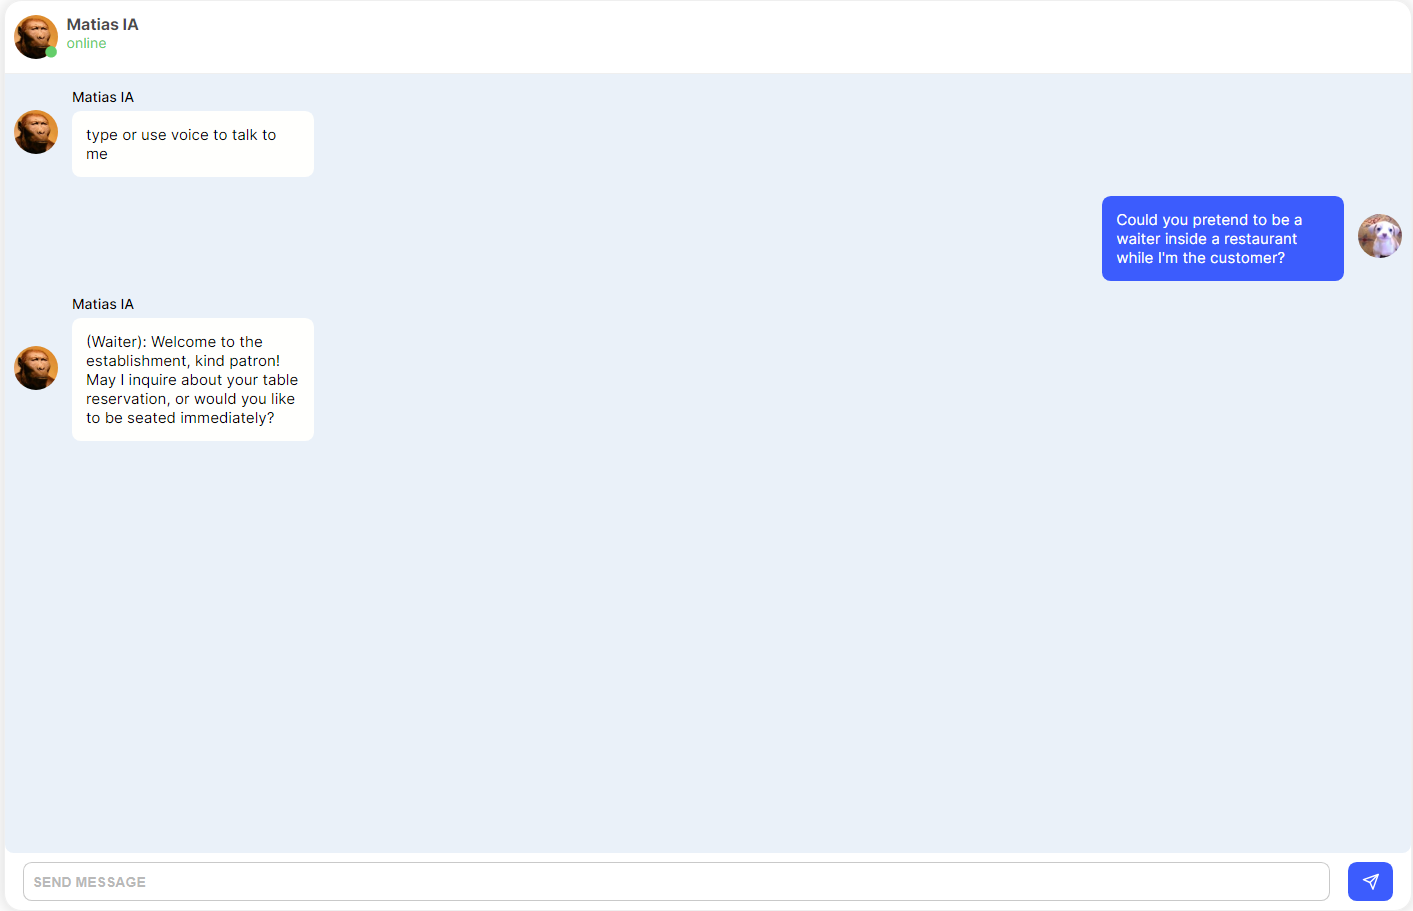 Matias IA
online
Matias IA
type or use voice to talk to
me
Could you pretend to be a
waiter inside a restaurant
while I'm the customer?
Matias IA
(Waiter): Welcome to the
establishment, kind patron!
May I inquire about your table
reservation, or would you like
to be seated immediately?
SEND MESSAGE